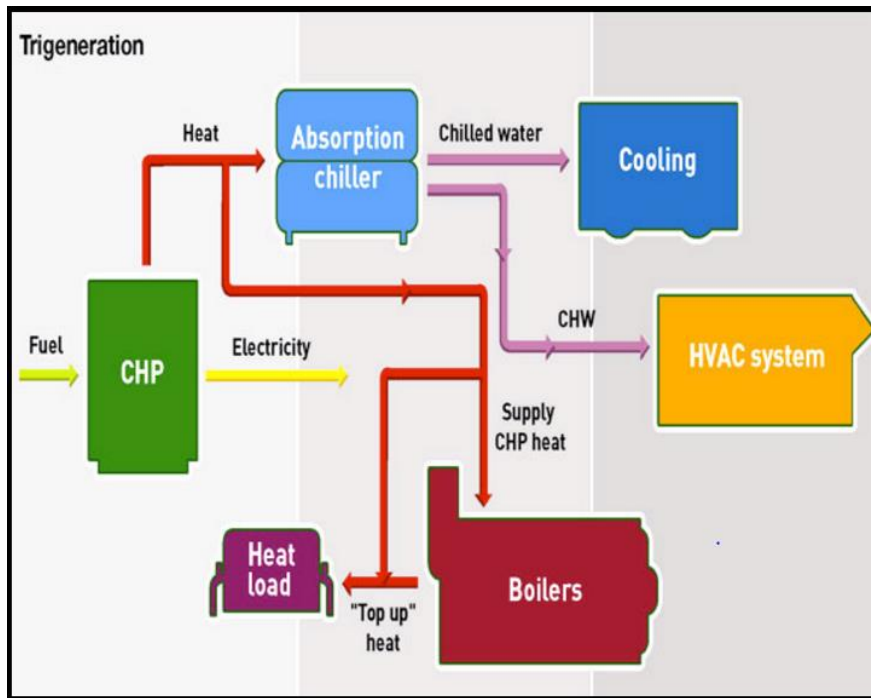 Trigeneration
Heat
Absorption
chiller
Chilled water
Cooling
Fuel
CHP
Electricity
CHW
HVAC system
Supply
CHP heat
Heat
load
"Top up"
heat
Boilers